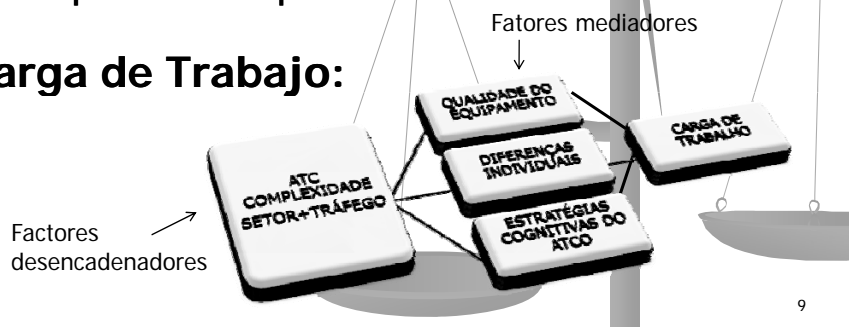 Fatores mediadores
arga de Trabajo:
QUALIDADE DO
EQUIPAMENTO
DIFERENÇAS
INDIVIDUAIS
ESTRATÉGIAS
COGNITIVAS DO
ATCO
CARGA DE
TRABALHO
ATC
COMPLEXIDADE
SETOR+TRÁFEGO
Factores
desencadenadores
9